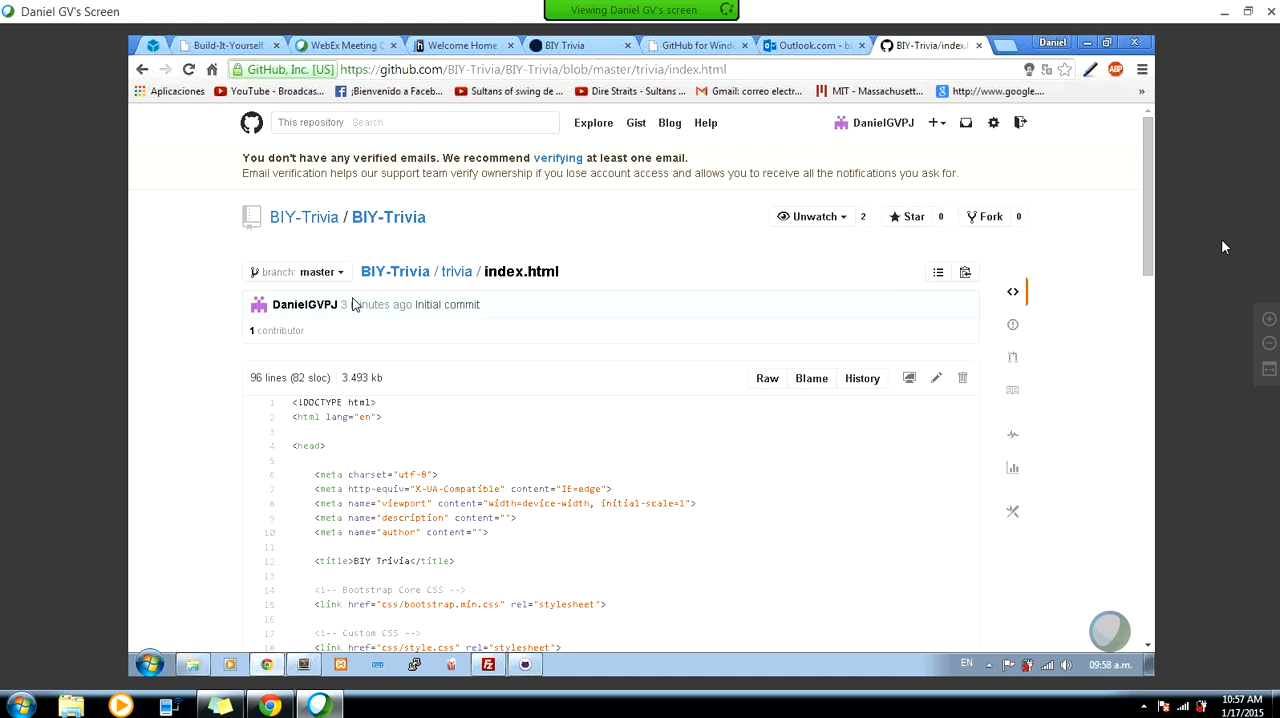 Daniel GV's Screen
Viewing Daniel GV's screen
Build-It-Yourself
WebEx Meeting C
Welcome Home
BIY Trivia
GitHub for Wind
Outlook.com - bi
BIY-Trivia/index.
Daniel
GitHub, Inc. [US] https://github.com/BIY-Trivia/BIY-Trivia/blob/master/trivia/index.html
ABP
Aplicaciones
YouTube - Broadcas...
¡Bienvenido a Faceb...
Sultans of swing de ...
Dire Straits - Sultans ...
Gmail: correo electr...
MIT - Massachusett...
http://www.google....
»
This repository Search
Explore Gist Blog Help
DanielGVPJ
You don't have any verified emails. We recommend verifying at least one email.
Email verification helps our support team verify ownership if you lose account access and allows you to receive all the notifications you ask for.
BIY-Trivia / BIY-Trivia
Unwatch 2 Star 0 Fork 0
branch: master BIY-Trivia / trivia / index.html
DanielGVPJ 3 minutes ago Initial commit
1 contributor
96 lines (82 sloc) 3.493 kb
Raw Blame History
1 <!DOCTYPE html>
2 <html lang="en">
3
4 <head>
5
6 <meta charset="utf-8">
7 <meta http-equiv="X-UA-Compatible" content="IE=edge">
8 <meta name="viewport" content="width=device-width, initial-scale=1">
9 <meta name="description" content="">
10 <meta name="author" content="">
11
12 <title>BIY Trivia</title>
13
14 <!-- Bootstrap Core CSS -->
15 <link href="css/bootstrap.min.css" rel="stylesheet">
16
17 <!-- Custom CSS -->
18 <link href="css/style.css" rel="stylesheet">
EN 09:58 a.m.
10:57 AM
1/17/2015